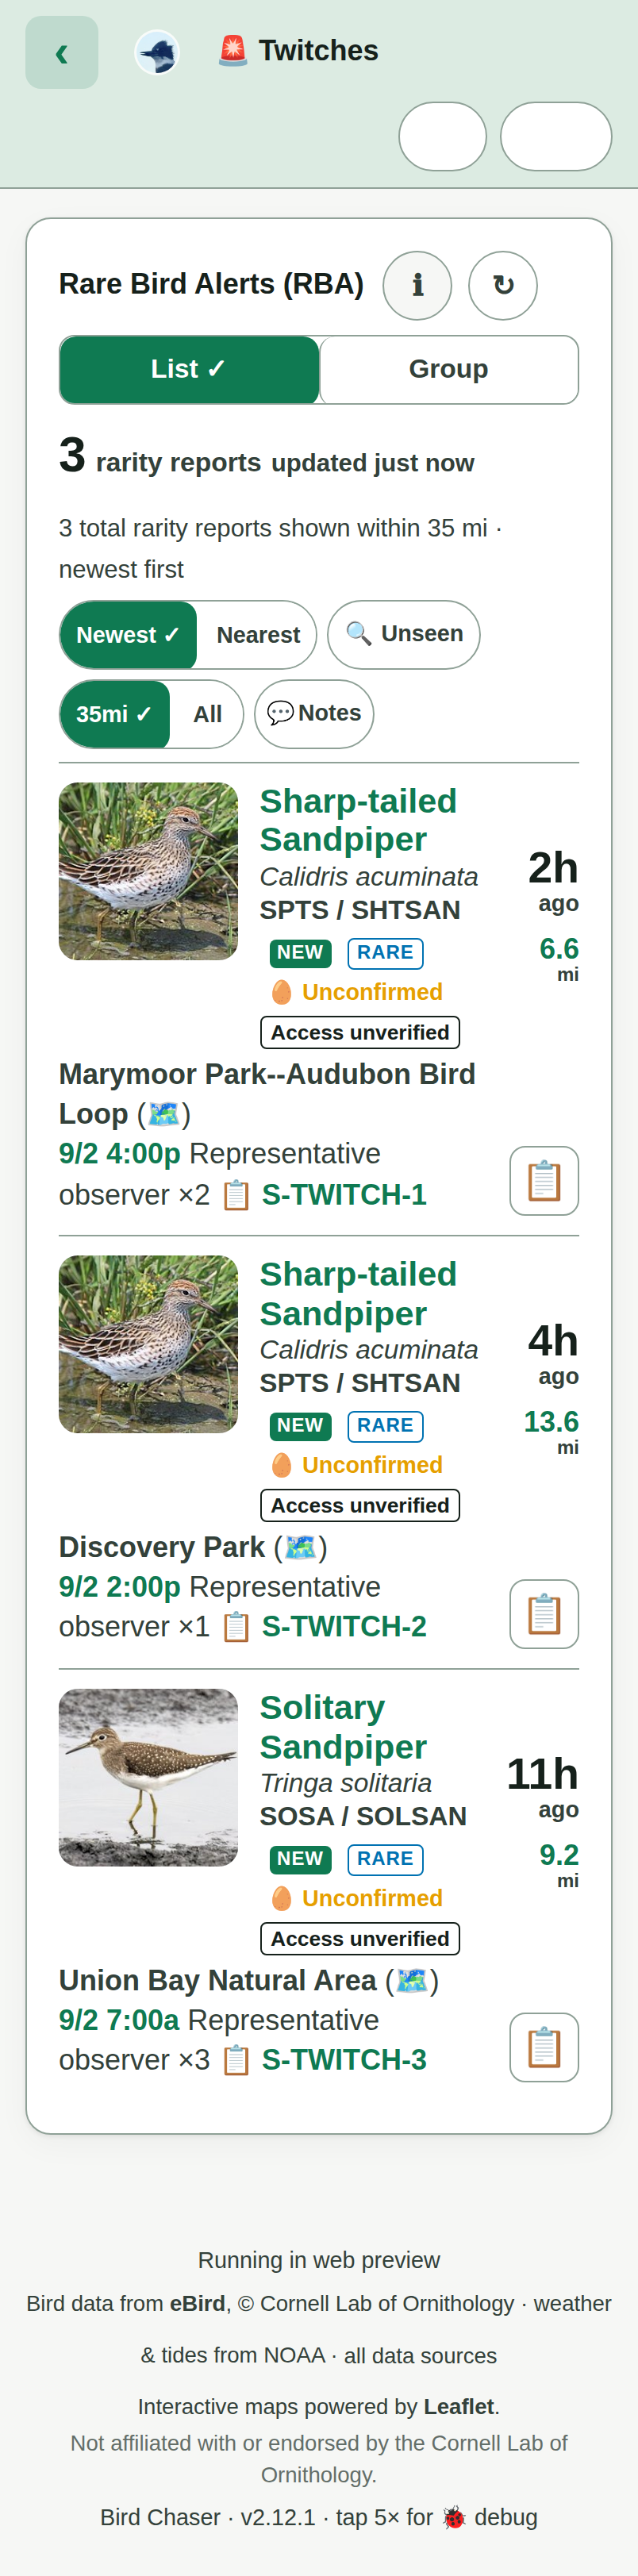 ‹ 🚨 Twitches
Rare Bird Alerts (RBA) ℹ ↻
List ✓ Group
3 rarity reports updated just now
3 total rarity reports shown within 35 mi ·
newest first
Newest ✓ Nearest 🔍 Unseen
35mi ✓ All 💬 Notes
Sharp-tailed
Sandpiper
Calidris acuminata
SPTS / SHTSAN
2h
ago
NEW RARE
6.6
mi
🥚 Unconfirmed
Access unverified
Marymoor Park--Audubon Bird
Loop (🗺️)
9/2 4:00p Representative
observer ×2 📋 S-TWITCH-1
📋
Sharp-tailed
Sandpiper
Calidris acuminata
SPTS / SHTSAN
4h
ago
NEW RARE
13.6
mi
🥚 Unconfirmed
Access unverified
Discovery Park (🗺️)
9/2 2:00p Representative
observer ×1 📋 S-TWITCH-2
📋
Solitary
Sandpiper
Tringa solitaria
SOSA / SOLSAN
11h
ago
NEW RARE
9.2
mi
🥚 Unconfirmed
Access unverified
Union Bay Natural Area (🗺️)
9/2 7:00a Representative
observer ×3 📋 S-TWITCH-3
📋
Running in web preview
Bird data from eBird, © Cornell Lab of Ornithology · weather
& tides from NOAA · all data sources
Interactive maps powered by Leaflet.
Not affiliated with or endorsed by the Cornell Lab of
Ornithology.
Bird Chaser · v2.12.1 · tap 5× for 🐞 debug